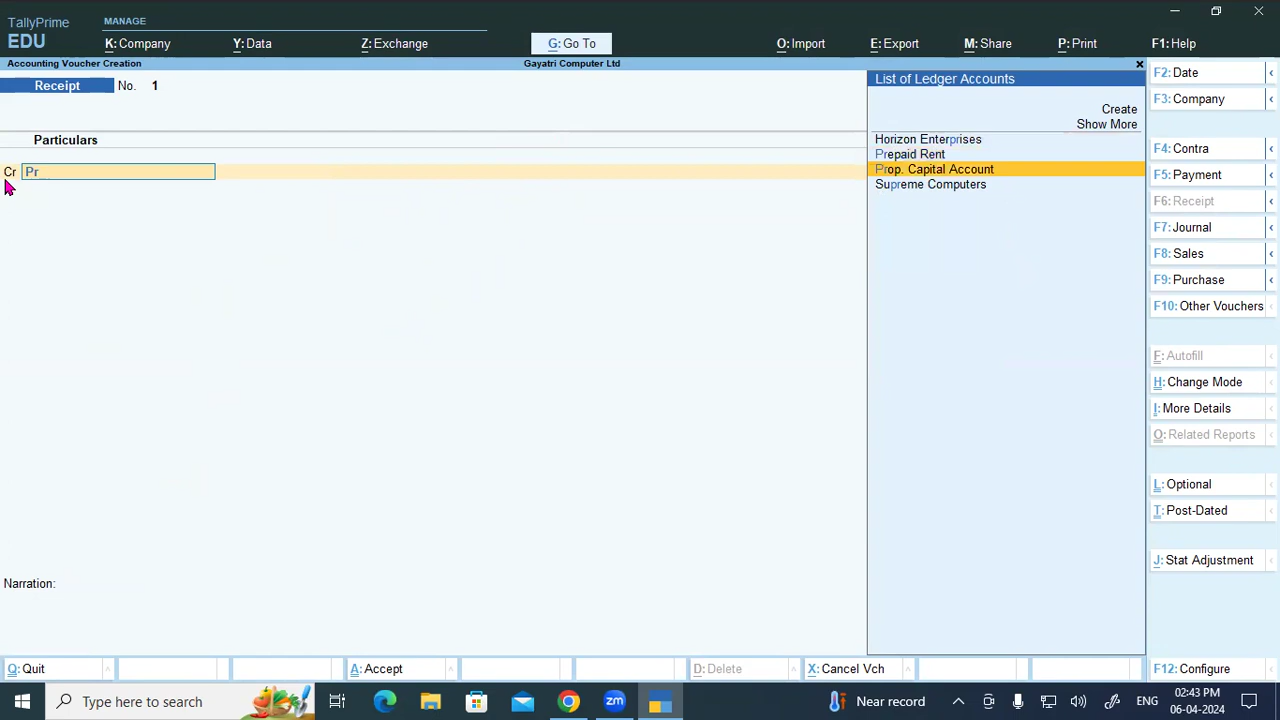 TallyPrime
EDU
MANAGE
K: Company
Y: Data
Z: Exchange
G: Go To
O: Import
E: Export
M: Share
P: Print
F1: Help
Accounting Voucher Creation
Gayatri Computer Ltd
×
Receipt
No. 1
Particulars
Cr Pr
Narration:
List of Ledger Accounts
Create
Show More
Horizon Enterprises
Prepaid Rent
Prop. Capital Account
Supreme Computers
F2: Date
F3: Company
F4: Contra
F5: Payment
F6: Receipt
F7: Journal
F8: Sales
F9: Purchase
F10: Other Vouchers
F: Autofill
H: Change Mode
I: More Details
O: Related Reports
L: Optional
T: Post-Dated
J: Stat Adjustment
Q: Quit
A: Accept
D: Delete
X: Cancel Vch
F12: Configure
Type here to search
zm
Near record
ENG
02:43 PM
06-04-2024